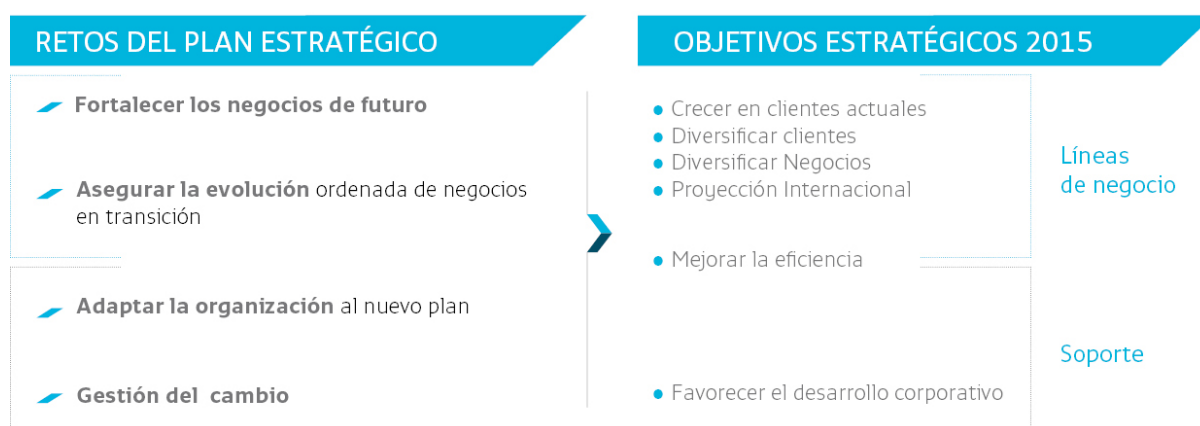 RETOS DEL PLAN ESTRATÉGICO
Fortalecer los negocios de futuro
Asegurar la evolución ordenada de negocios
en transición
Adaptar la organización al nuevo plan
Gestión del cambio
OBJETIVOS ESTRATÉGICOS 2015
Crecer en clientes actuales
Diversificar clientes
Diversificar Negocios
Proyección Internacional
Mejorar la eficiencia
Favorecer el desarrollo corporativo
Líneas
de negocio
Soporte